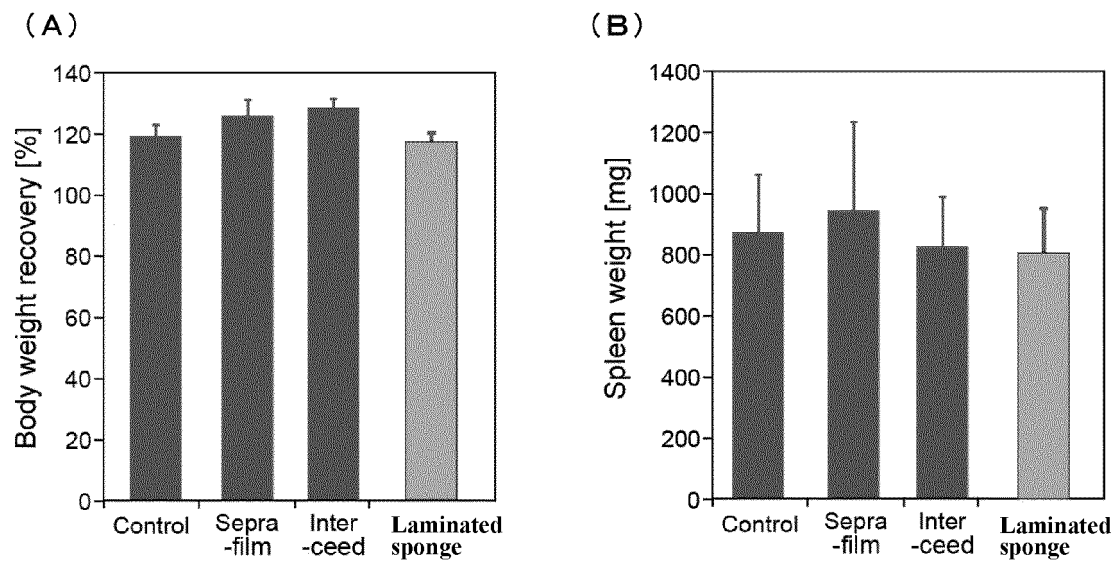 (A)
Body weight recovery [%]
140
120
100
80
60
40
20
0
Control
Sepra
-film
Inter
-ceed
Laminated
sponge
(B)
Spleen weight [mg]
1400
1200
1000
800
600
400
200
0
Control
Sepra
-film
Inter
-ceed
Laminated
sponge